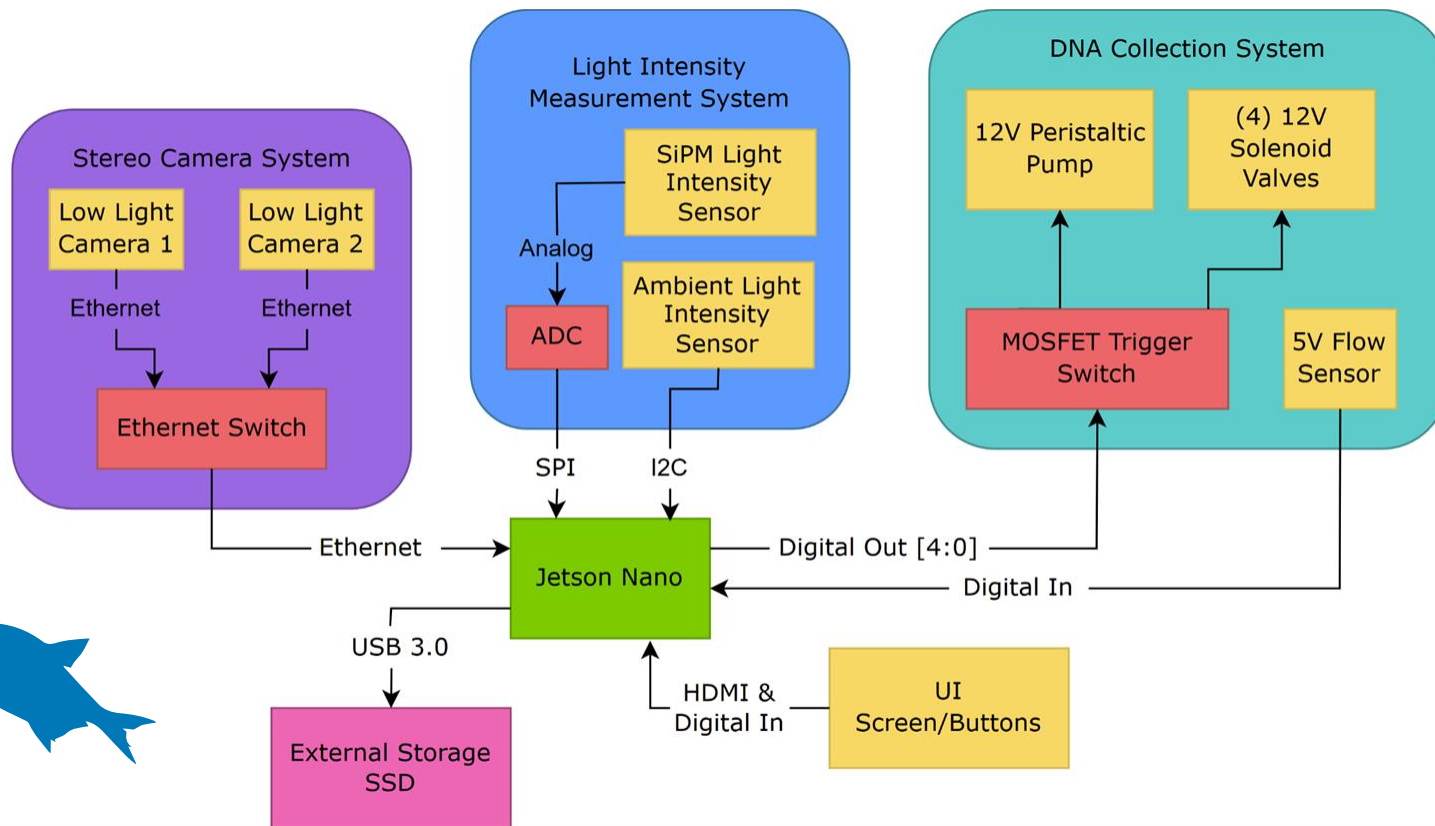 Stereo Camera System
Low Light
Camera 1
Low Light
Camera 2
Ethernet
Ethernet
Ethernet Switch
Light Intensity
Measurement System
SiPM Light
Intensity
Sensor
Analog
ADC
Ambient Light
Intensity
Sensor
SPI
I2C
DNA Collection System
12V Peristaltic
Pump
(4) 12V
Solenoid
Valves
MOSFET Trigger
Switch
5V Flow
Sensor
Ethernet
Jetson Nano
Digital Out [4:0]
Digital In
USB 3.0
HDMI &
Digital In
UI
Screen/Buttons
External Storage
SSD